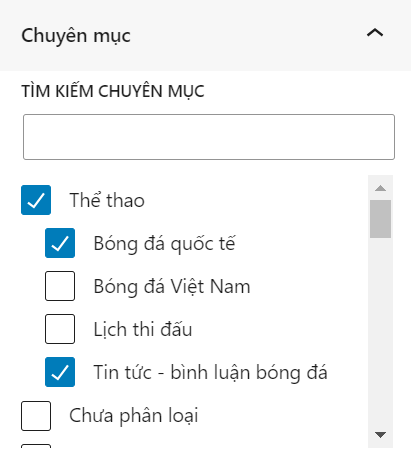 Chuyên mục
TÌM KIẾM CHUYÊN MỤC
Thể thao
Bóng đá quốc tế
Bóng đá Việt Nam
Lịch thi đấu
Tin tức - bình luận bóng đá
Chưa phân loại